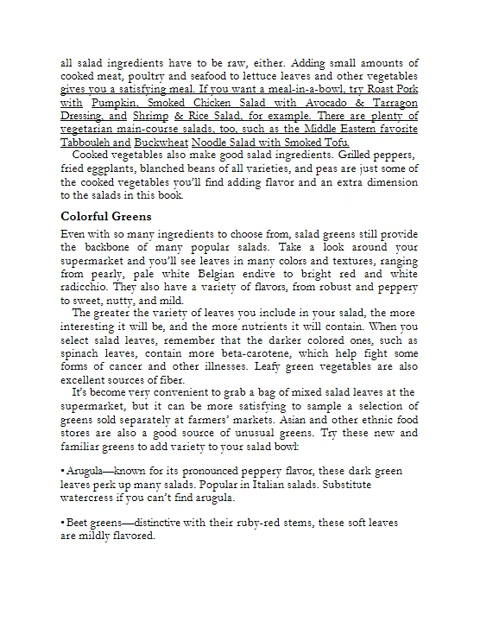 all salad ingredients have to be raw, either. Adding small amounts of
cooked meat, poultry and seafood to lettuce leaves and other vegetables
gives you a satisfying meal. If you want a meal-in-a-bowl, try Roast Pork
with Pumpkin, Smoked Chicken Salad with Avocado & Tarragon
Dressing, and Shrimp & Rice Salad, for example. There are plenty of
vegetarian main-course salads, too, such as the Middle Eastern favorite
Tabbouleh and Buckwheat Noodle Salad with Smoked Tofu.
Cooked vegetables also make good salad ingredients. Grilled peppers,
fried eggplants, blanched beans of all varieties, and peas are just some of
the cooked vegetables you'll find adding flavor and an extra dimension
to the salads in this book.
Colorful Greens
Even with so many ingredients to choose from, salad greens still provide
the backbone of many popular salads. Take a look around your
supermarket and you'll see leaves in many colors and textures, ranging
from pearly, pale white Belgian endive to bright red and white
radicchio. They also have a variety of flavors, from robust and peppery
to sweet, nutty, and mild.
The greater the variety of leaves you include in your salad, the more
interesting it will be, and the more nutrients it will contain. When you
select salad leaves, remember that the darker colored ones, such as
spinach leaves, contain more beta-carotene, which help fight some
forms of cancer and other illnesses. Leafy green vegetables are also
excellent sources of fiber.
It's become very convenient to grab a bag of mixed salad leaves at the
supermarket, but it can be more satisfying to sample a selection of
greens sold separately at farmers' markets. Asian and other ethnic food
stores are also a good source of unusual greens. Try these new and
familiar greens to add variety to your salad bowl:
• Arugula—known for its pronounced peppery flavor, these dark green
leaves perk up many salads. Popular in Italian salads. Substitute
watercress if you can't find arugula.
• Beet greens—distinctive with their ruby-red stems, these soft leaves
are mildly flavored.